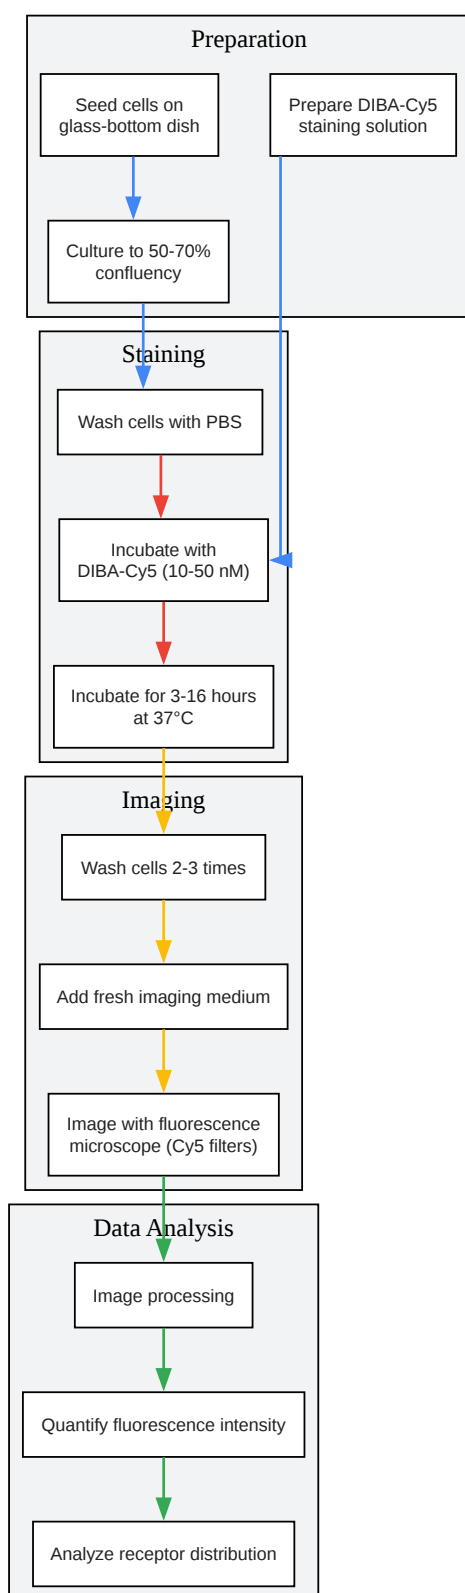 Preparation
Seed cells on
glass-bottom dish
Prepare DIBA-Cy5
staining solution
Culture to 50-70%
confluency
Staining
Wash cells with PBS
Incubate with
DIBA-Cy5 (10-50 nM)
Incubate for 3-16 hours
at 37°C
Imaging
Wash cells 2-3 times
Add fresh imaging medium
Image with fluorescence
microscope (Cy5 filters)
Data Analysis
Image processing
Quantify fluorescence intensity
Analyze receptor distribution